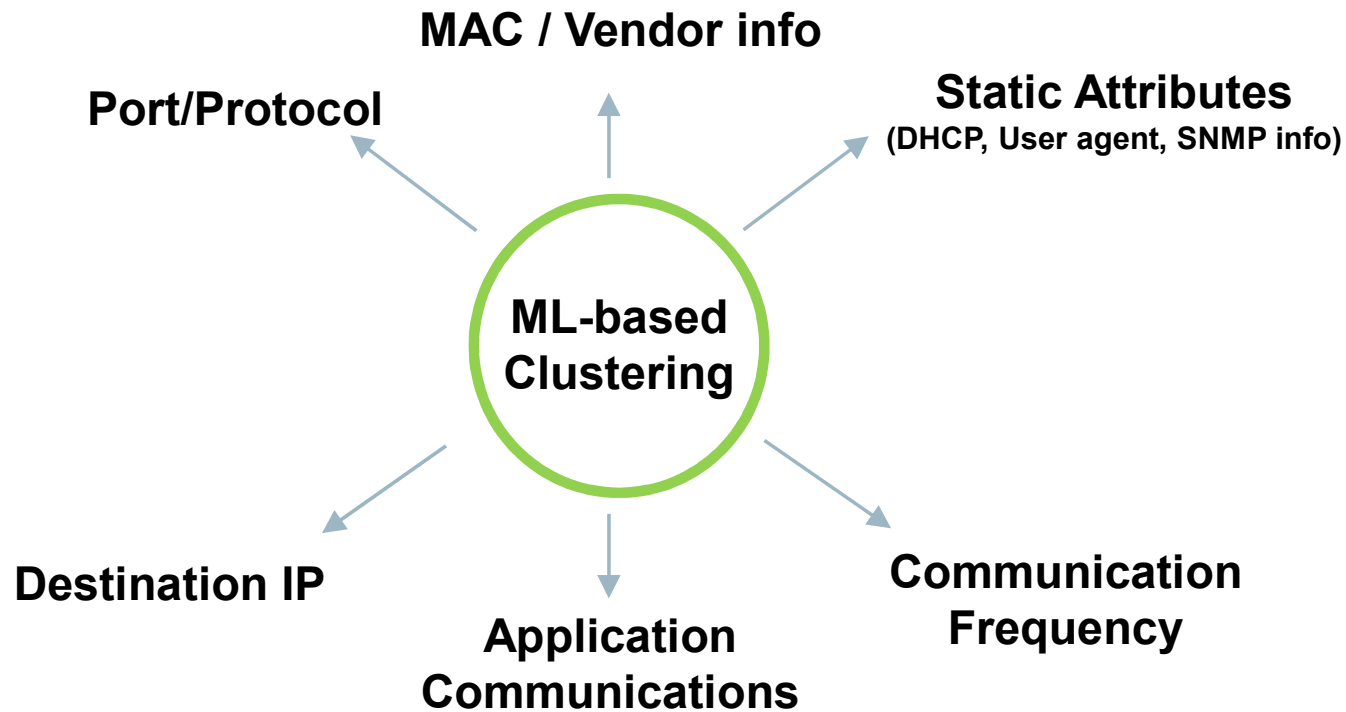 MAC / Vendor info
Port/Protocol
Static Attributes
(DHCP, User agent, SNMP info)
ML-based
Clustering
Destination IP
Application
Communications
Communication
Frequency